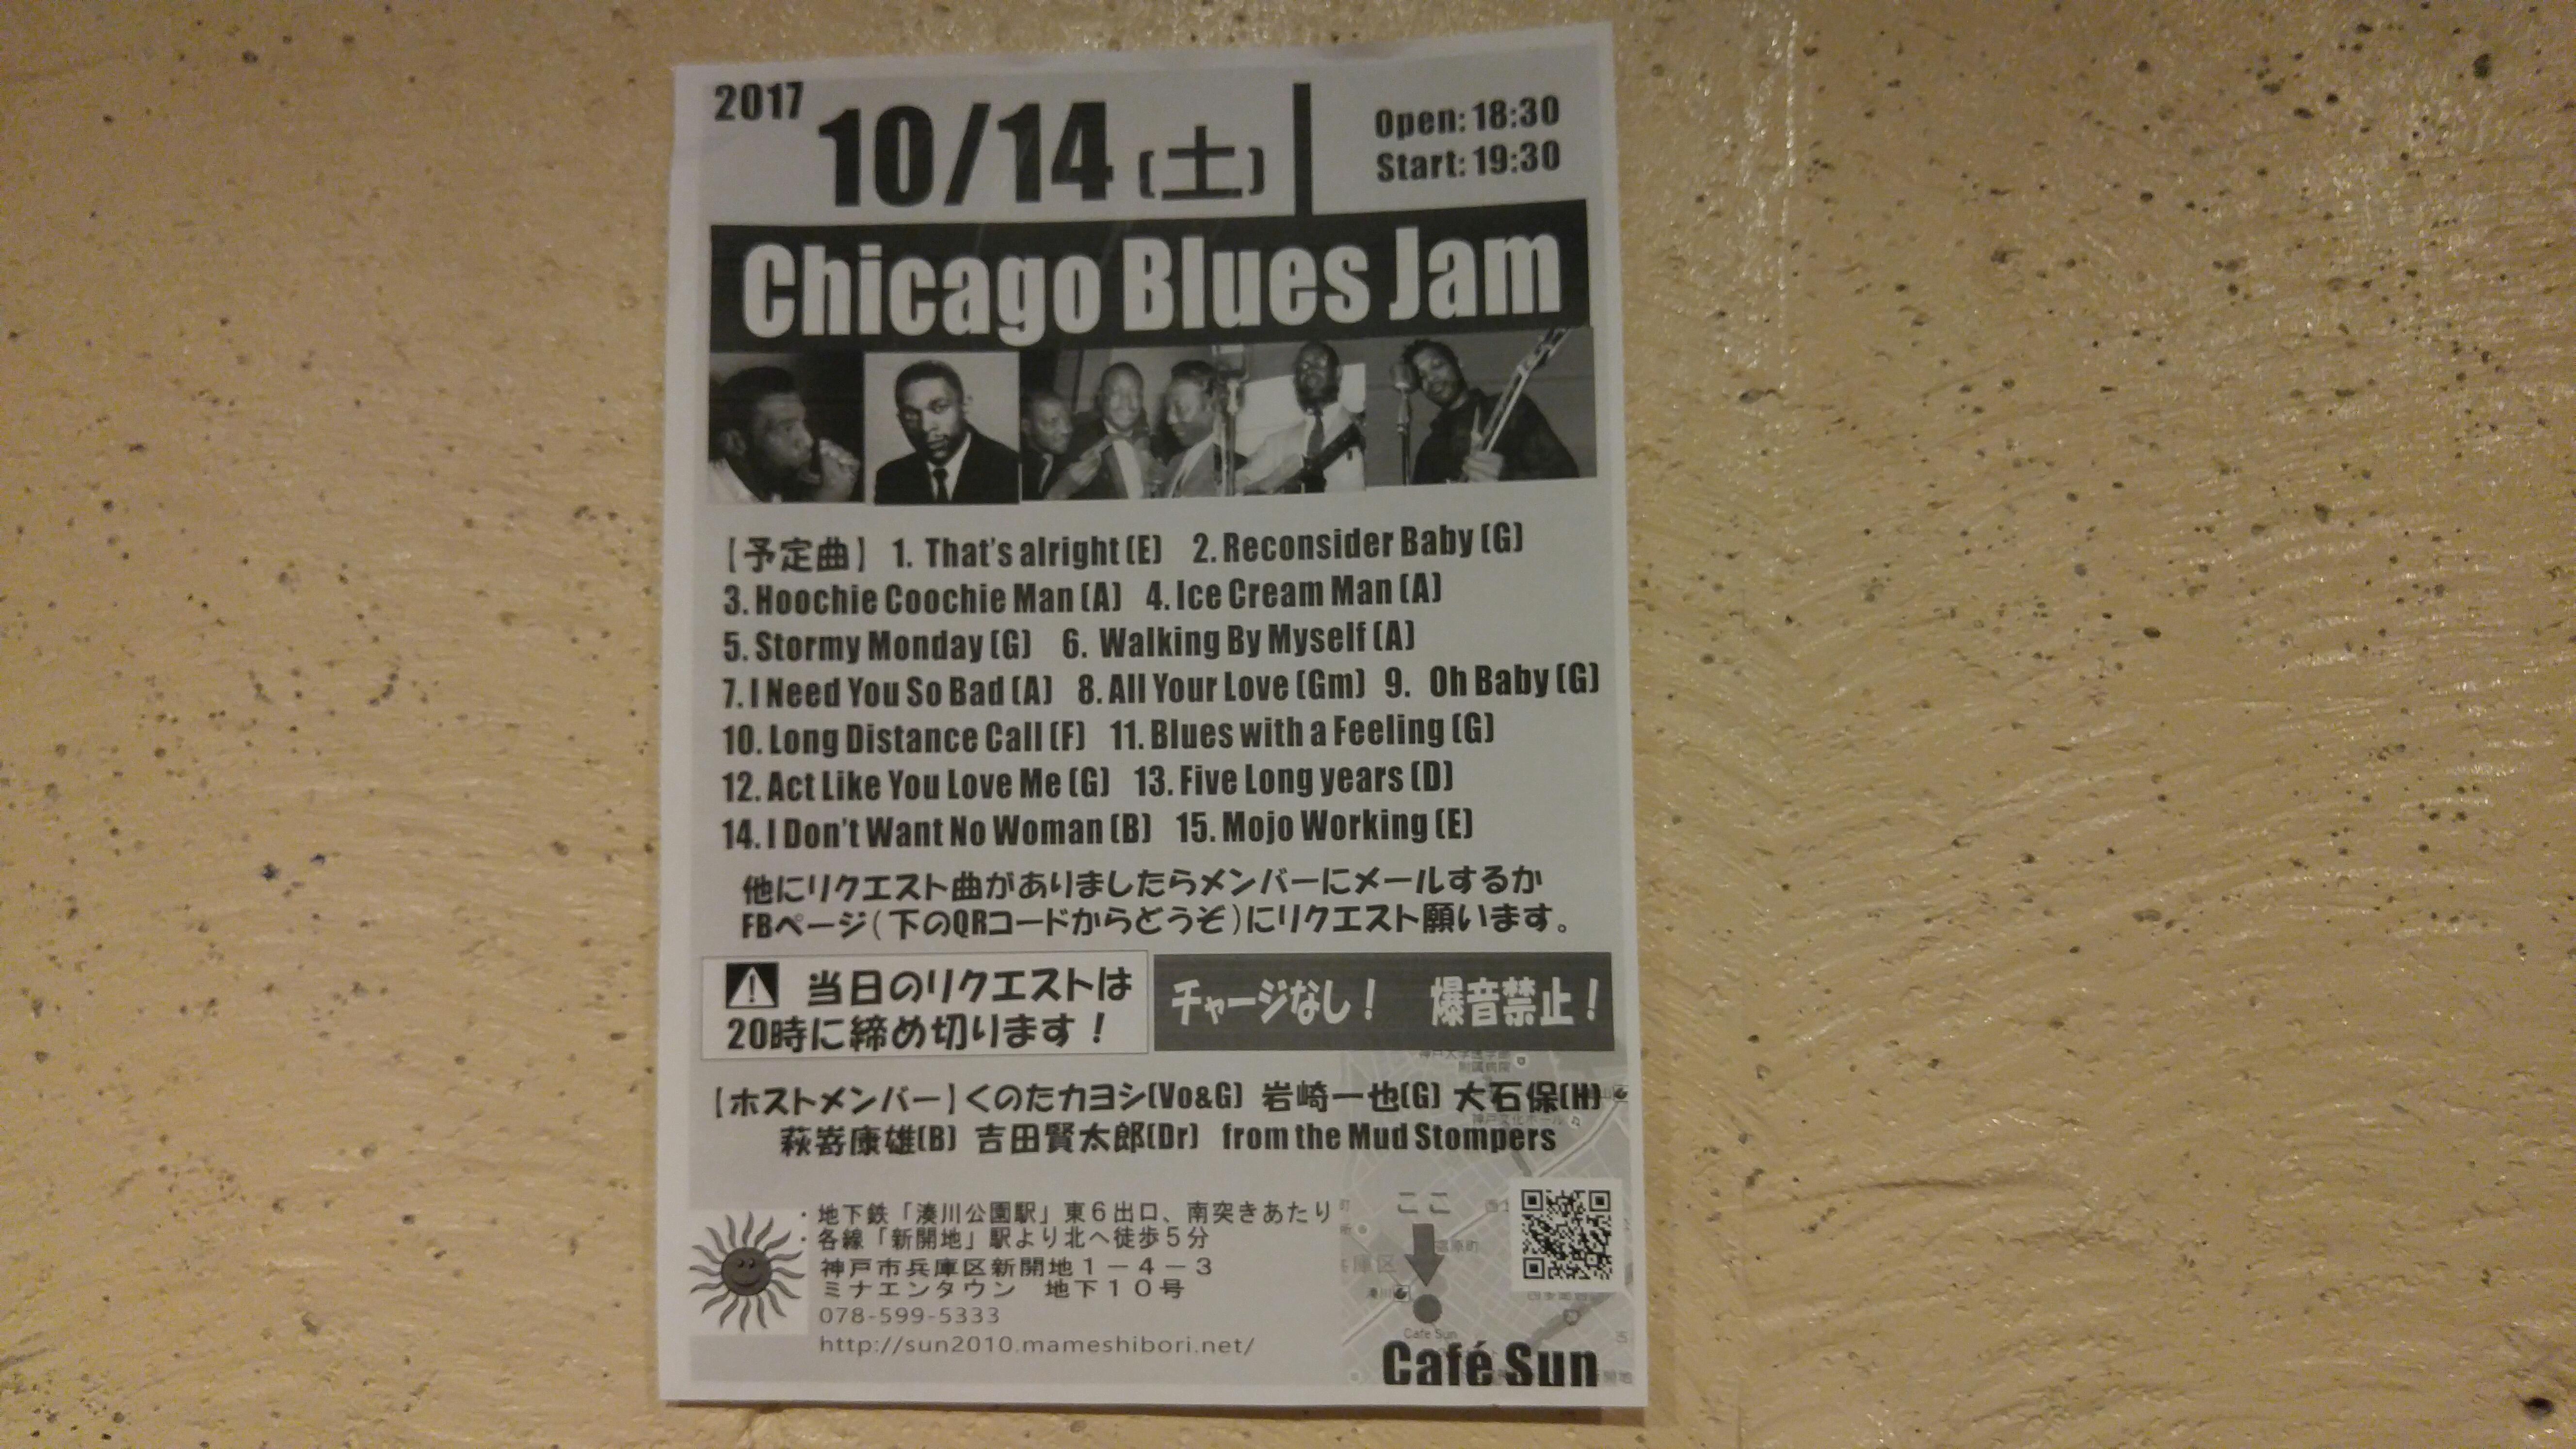 2017
10/14(土)
Open: 18:30
Start: 19:30
Chicago Blues Jam
【予定曲】 1. That's alright (E) 2. Reconsider Baby (G)
3. Hoochie Coochie Man (A) 4. Ice Cream Man (A)
5. Stormy Monday (G) 6. Walking By Myself (A)
7. I Need You So Bad (A) 8. All Your Love (Gm) 9. Oh Baby (G)
10. Long Distance Call (F) 11. Blues with a Feeling (G)
12. Act Like You Love Me (G) 13. Five Long years (D)
14. I Don't Want No Woman (B) 15. Mojo Working (E)
他にリクエスト曲がありましたらメンバーにメールするか
FBページ(下のQRコードからどうぞ)にリクエスト願います。
当日のリクエストは
20時に締め切ります!
チャージなし! 爆音禁止!
【ホストメンバー】くのたカヨシ(Vo&G) 岩崎一也(G) 大石保(H)
萩嵜康雄(B) 吉田賢太郎(Dr) from the Mud Stompers
・地下鉄「湊川公園駅」東6出口、南突きあたり
・各線「新開地」駅より北へ徒歩5分
神戸市兵庫区新開地1-4-3
ミナエンタウン 地下10号
078-599-5333
http://sun2010.mameshibori.net/
ここ
Cafe Sun
Café Sun